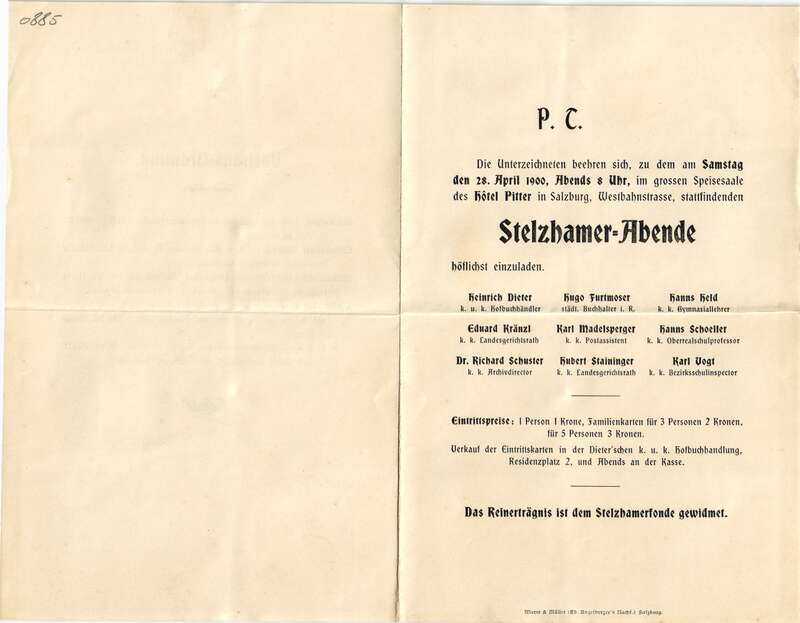 0885
P. T.
Die Unterzeichneten beehren sich, zu dem am Samstag
den 28. April 1900, Abends 8 Uhr, im grossen Speisesaale
des Hôtel Pitter in Salzburg, Westbahnstrasse, stattfindenden
Stelzhamer=Abende
höflichst einzuladen.
Heinrich Dieter
k. u. k. Hofbuchhändler
Hugo Furtmoser
städt. Buchhalter i. R.
Hanns Held
k. k. Gymnasiallehrer
Eduard Kränzl
k. k. Landesgerichtsrath
Karl Madelsperger
k. k. Postassistent
Hanns Schoeller
k. k. Oberrealschulprofessor
Dr. Richard Schuster
k. k. Archivdirector
Hubert Staininger
k. k. Landesgerichtsrath
Karl Vogt
k. k. Bezirksschulinspector
Eintrittspreise: 1 Person 1 Krone, Familienkarten für 3 Personen 2 Kronen,
für 5 Personen 3 Kronen.
Verkauf der Eintrittskarten in der Dieter'schen k. u. k. Hofbuchhandlung,
Residenzplatz 2, und Abends an der Kasse.
Das Reinerträgnis ist dem Stelzhamerfonde gewidmet.
& Müller (Ed. Angelberger's Nachf.) Salzburg.